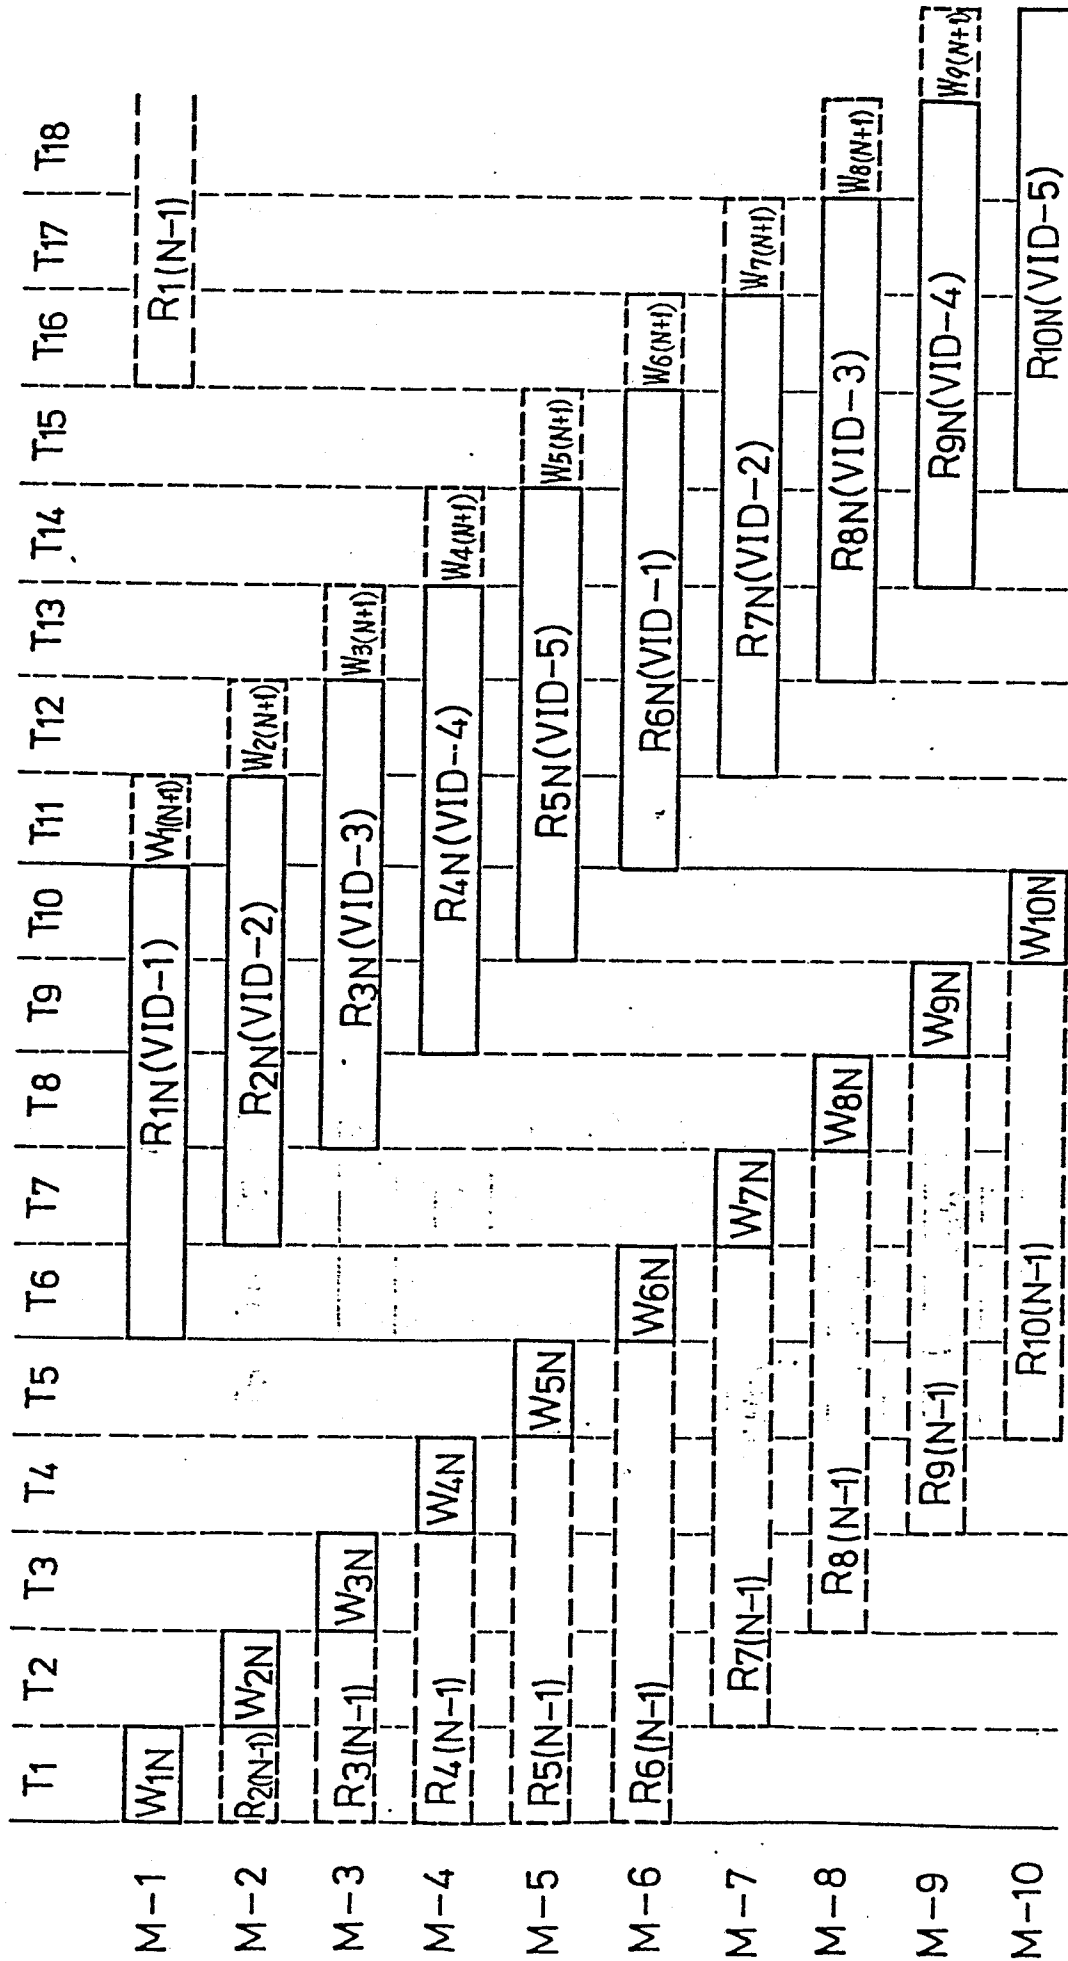 T1 T2 T3 T4 T5 T6 T7 T8 T9 T10 T11 T12 T13 T14 T15 T16 T17 T18
M-1 W1N R1N(VID-1) W1(N+1) R1(N-1)
M-2 R2(N-1) W2N R2N(VID-2) W2(N+1)
M-3 R3(N-1) W3N R3N(VID-3) W3(N+1)
M-4 R4(N-1) W4N R4N(VID-4) W4(N+1)
M-5 R5(N-1) W5N R5N(VID-5) W5(N+1)
M-6 R6(N-1) W6N R6N(VID-1) W6(N+1)
M-7 R7(N-1) W7N R7N(VID-2) W7(N+1)
M-8 R8(N-1) W8N R8N(VID-3) W8(N+1)
M-9 R9(N-1) W9N R9N(VID-4) W9(N+1)
M-10 R10(N-1) W10N R10N(VID-5)